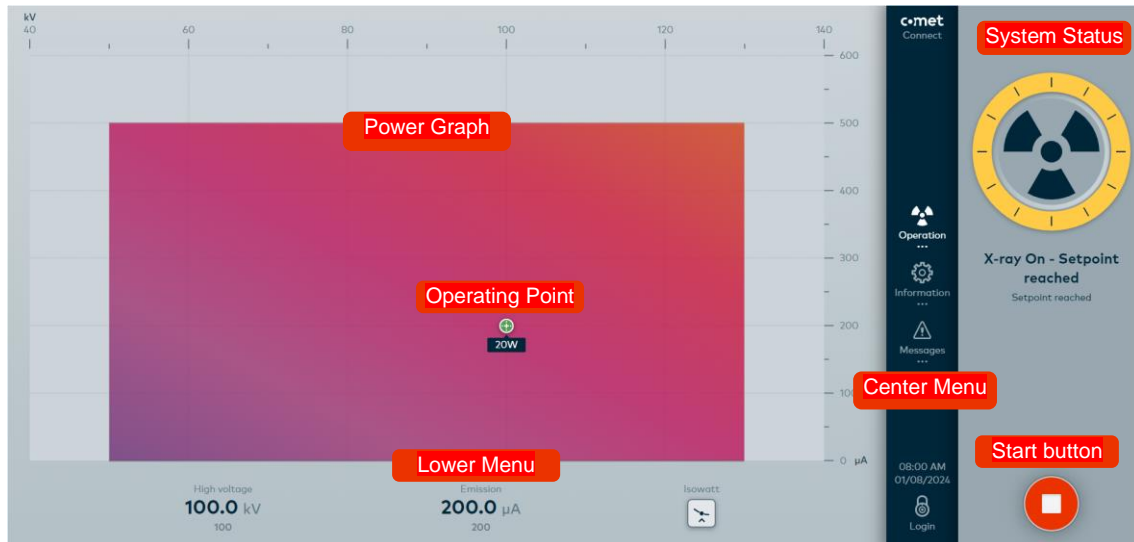 kV
40 60 80 100 120 140
600
500
400
300
200
100
0 µA
Power Graph
Operating Point
20W
Lower Menu
High voltage
100.0 kV
100
Emission
200.0 µA
200
Isowatt
comet
Connect
Operation
Information
Messages
Center Menu
08:00 AM
01/08/2024
Login
System Status
X-ray On - Setpoint
reached
Setpoint reached
Start button